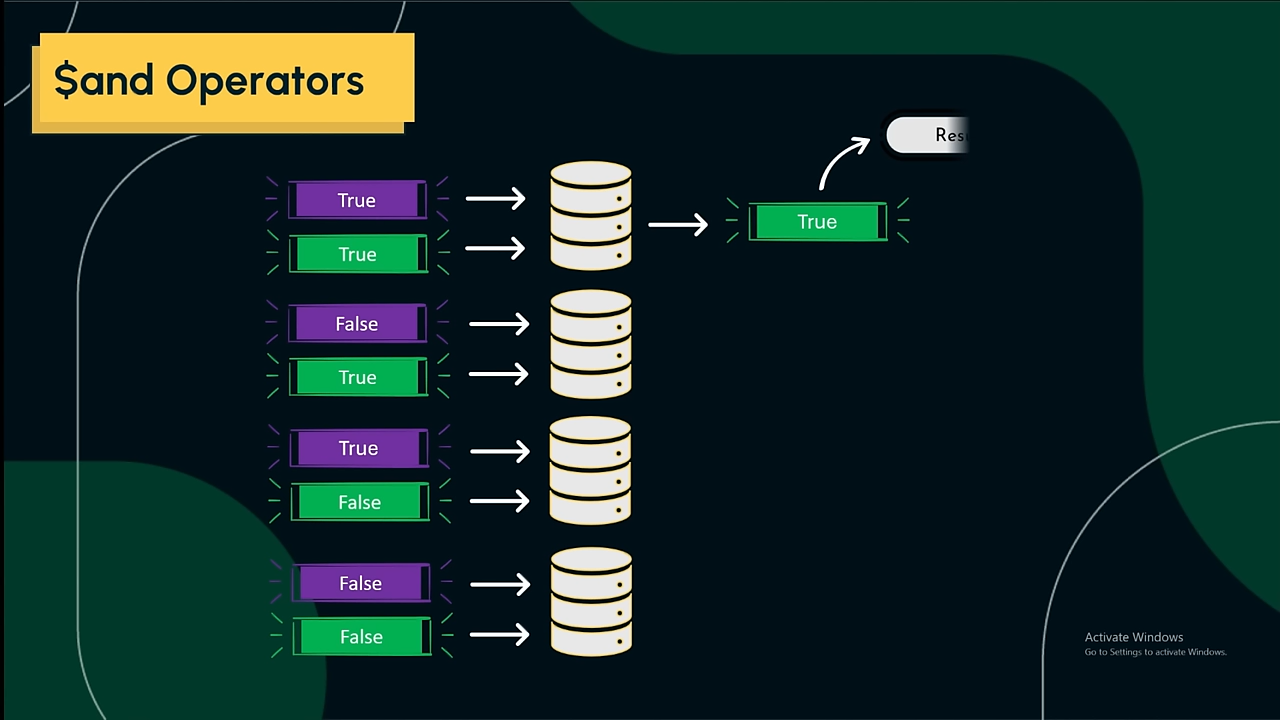 $and Operators
True
True
True
False
True
True
False
False
False
Activate Windows
Go to Settings to activate Windows.